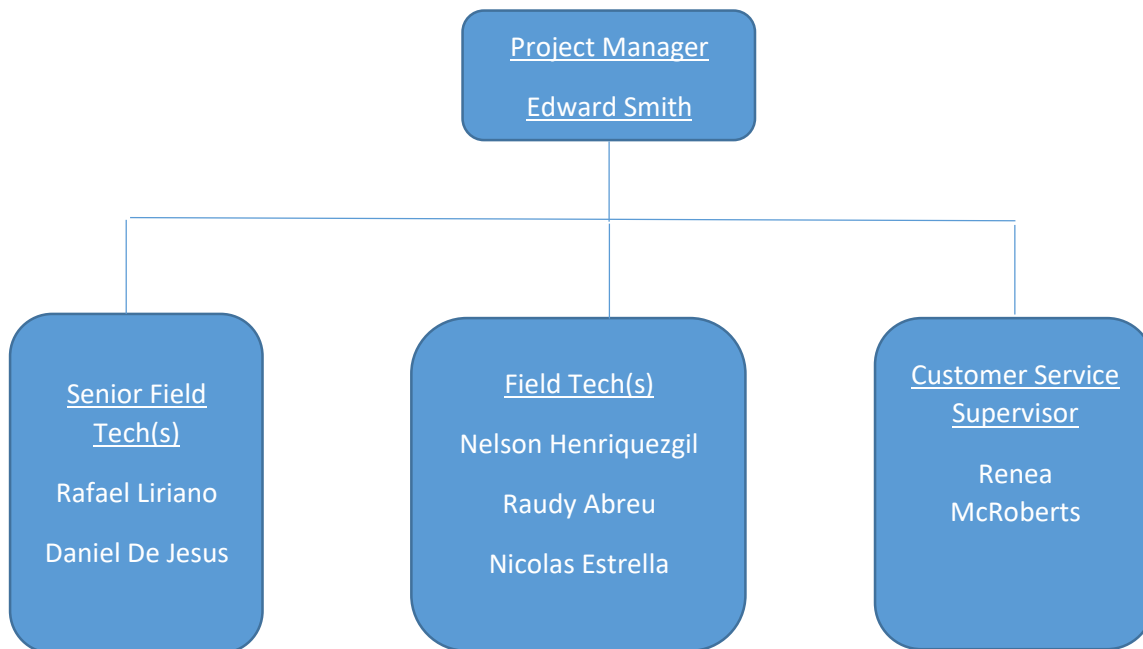 Project Manager
Edward Smith
Senior Field
Tech(s)
Rafael Liriano
Daniel De Jesus
Field Tech(s)
Nelson Henriquezgil
Raudy Abreu
Nicolas Estrella
Customer Service
Supervisor
Renea
McRoberts